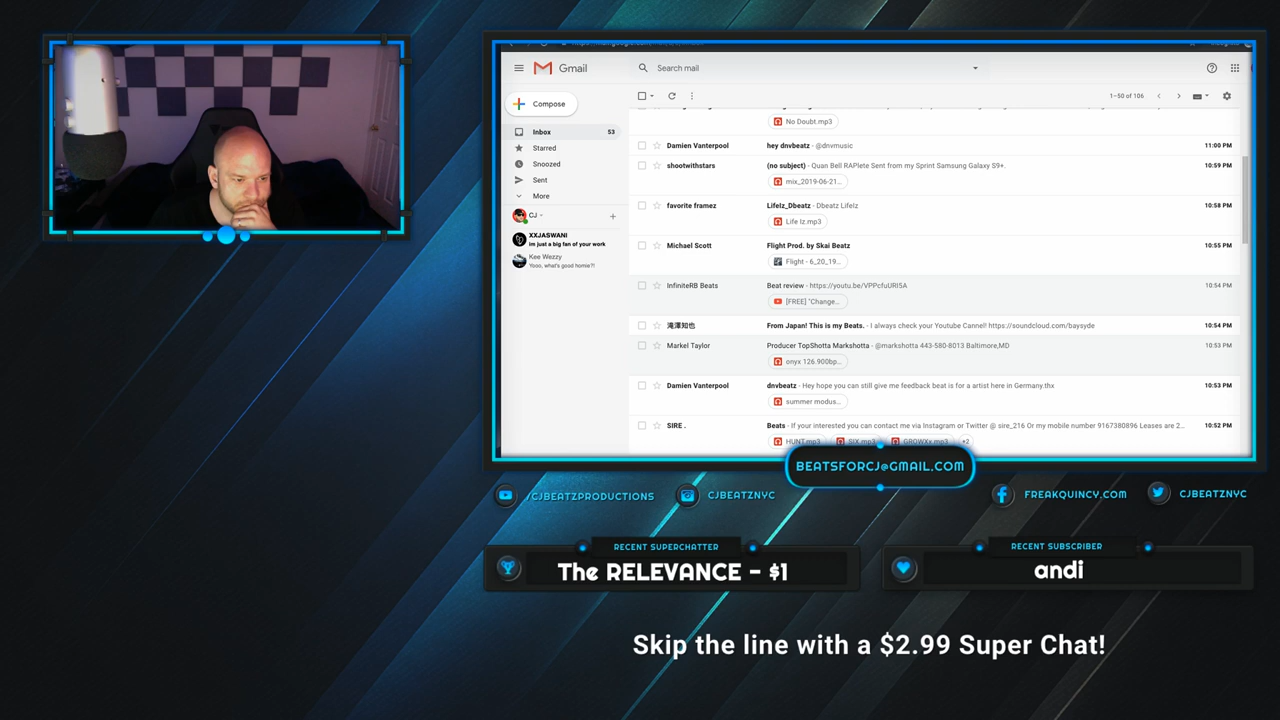 Gmail
Search mail
Compose
1–50 of 106
Inbox 53
Starred
Snoozed
Sent
More
CJ
XXJASWANI
Im just a big fan of your work
Kee Wezzy
Yooo, what's good homie?!
No Doubt.mp3
Damien Vanterpool hey dnvbeatz - @dnvmusic 11:00 PM
shootwithstars (no subject) - Quan Bell RAPlete Sent from my Sprint Samsung Galaxy S9+. 10:59 PM
mix_2019-06-21...
favorite framez Lifelz_Dbeatz - Dbeatz Lifelz 10:58 PM
Life Iz.mp3
Michael Scott Flight Prod. by Skai Beatz 10:55 PM
Flight - 6_20_19...
InfiniteRB Beats Beat review - https://youtu.be/VPPcfuURI5A 10:54 PM
[FREE] "Change...
滝澤知也 From Japan! This is my Beats. - I always check your Youtube Cannel! https://soundcloud.com/baysyde 10:54 PM
Markel Taylor Producer TopShotta Markshotta - @markshotta 443-580-8013 Baltimore,MD 10:53 PM
onyx 126.900bp...
Damien Vanterpool dnvbeatz - Hey hope you can still give me feedback beat is for a artist here in Germany.thx 10:53 PM
summer modus...
SIRE . Beats - If your interested you can contact me via Instagram or Twitter @ sire_216 Or my mobile number 9167380896 Leases are 2... 10:52 PM
HUNT.mp3 SIX.mp3 GROWXx.mp3 +2
BEATSFORCJ@GMAIL.COM
/CJBEATZPRODUCTIONS CJBEATZNYC FREAKQUINCY.COM CJBEATZNYC
RECENT SUPERCHATTER
The RELEVANCE - $1
RECENT SUBSCRIBER
andi
Skip the line with a $2.99 Super Chat!